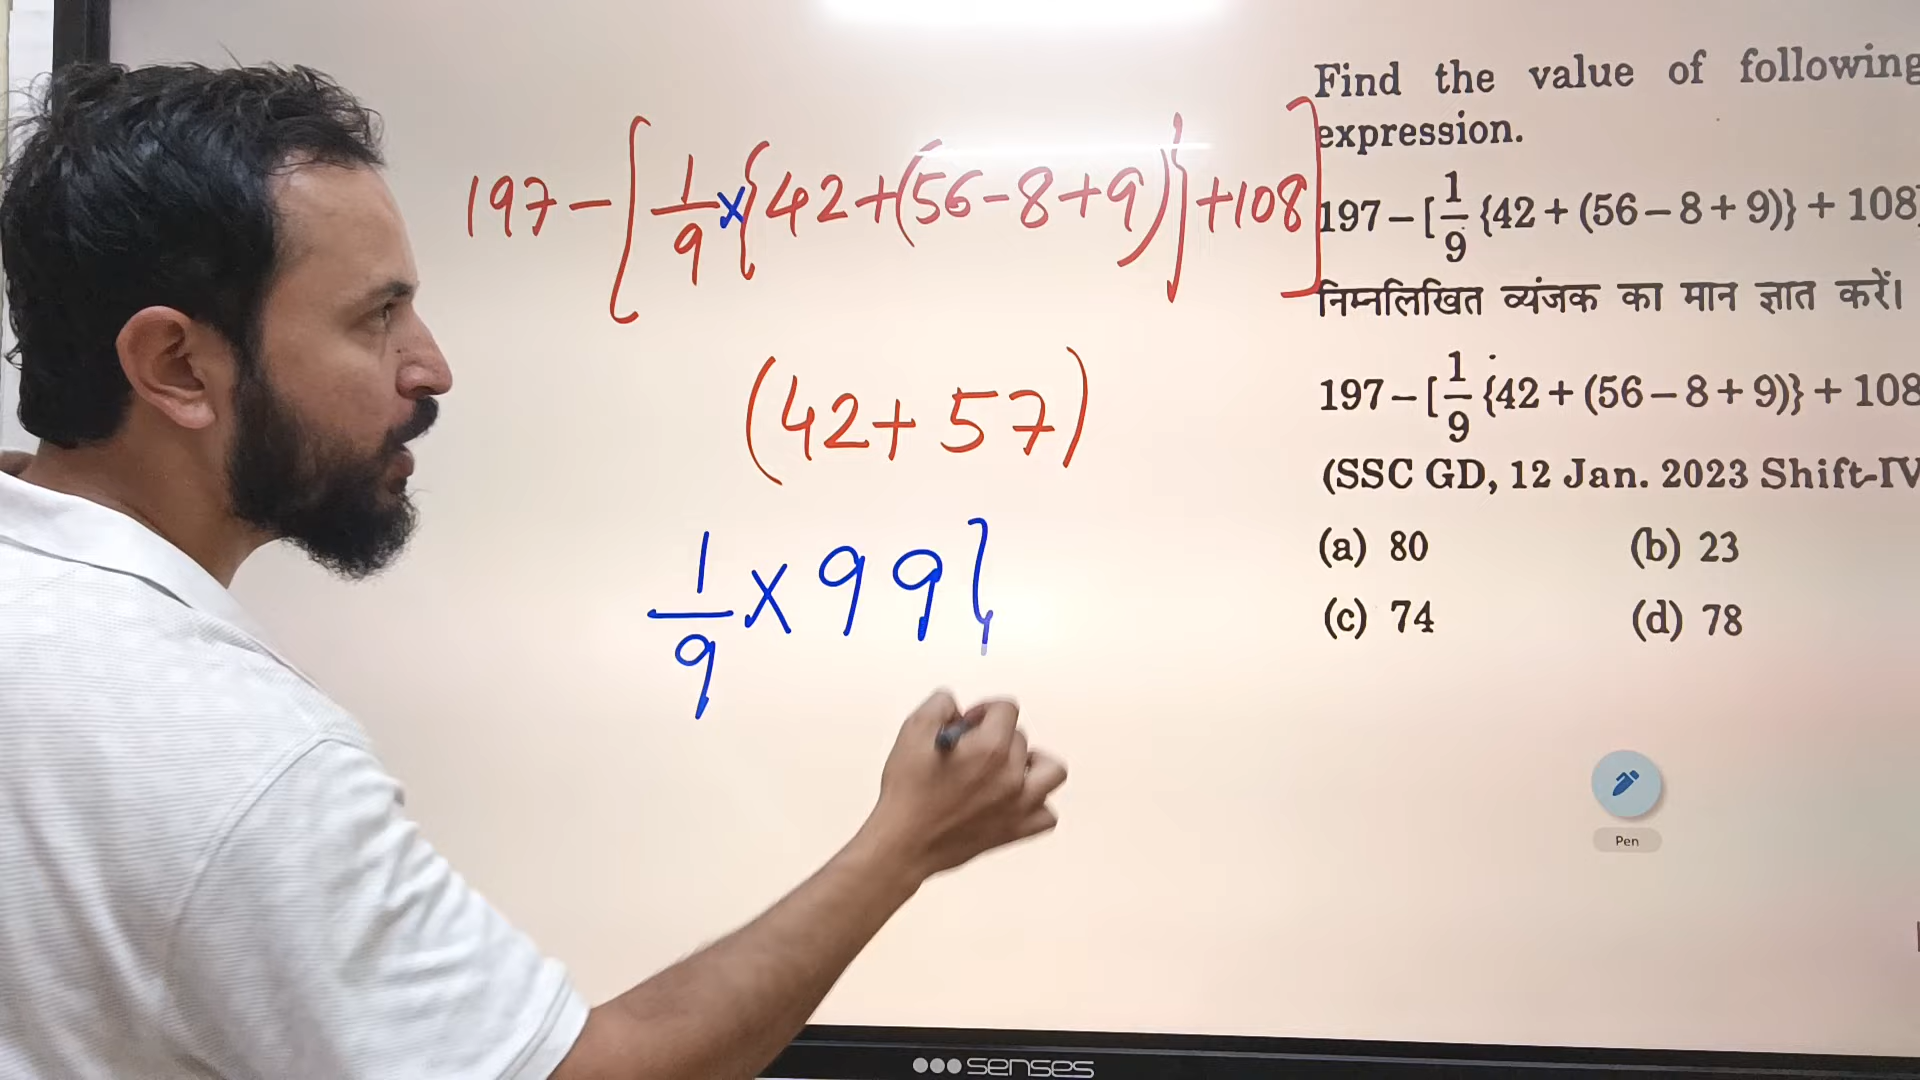 197-[1/9×{42+(56-8+9)}+108]
(42+57)
1/9×99}
Find the value of following
expression.
197-[1/9{42+(56-8+9)}+108]
निम्नलिखित व्यंजक का मान ज्ञात करें।
197-[1/9{42+(56-8+9)}+108
(SSC GD, 12 Jan. 2023 Shift-IV
(a) 80 (b) 23
(c) 74 (d) 78
Pen
senses